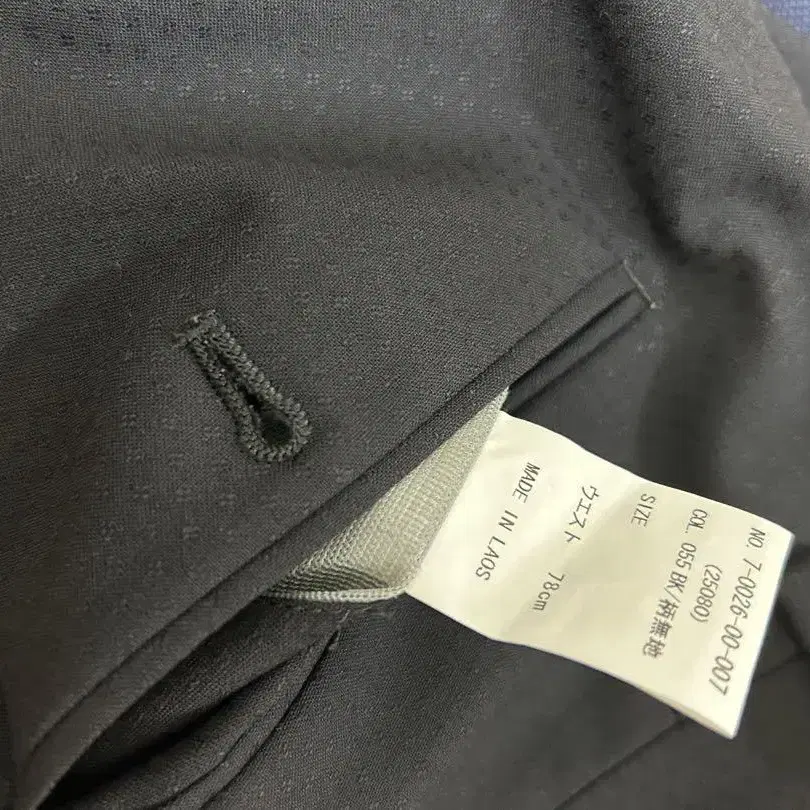 NO. 7-0026-00-007
(25080)
COL. 055 BK/柄無地
SIZE
ウエスト 78cm
MADE IN LAOS